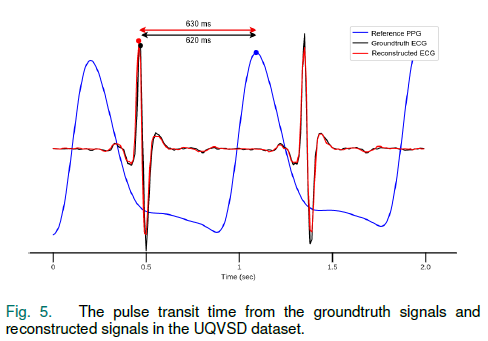 630 ms
620 ms
Reference PPG
Groundtruth ECG
Reconstructed ECG
0
0.5
1
1.5
2.0
Time (sec)
Fig. 5. The pulse transit time from the groundtruth signals and
reconstructed signals in the UQVSD dataset.